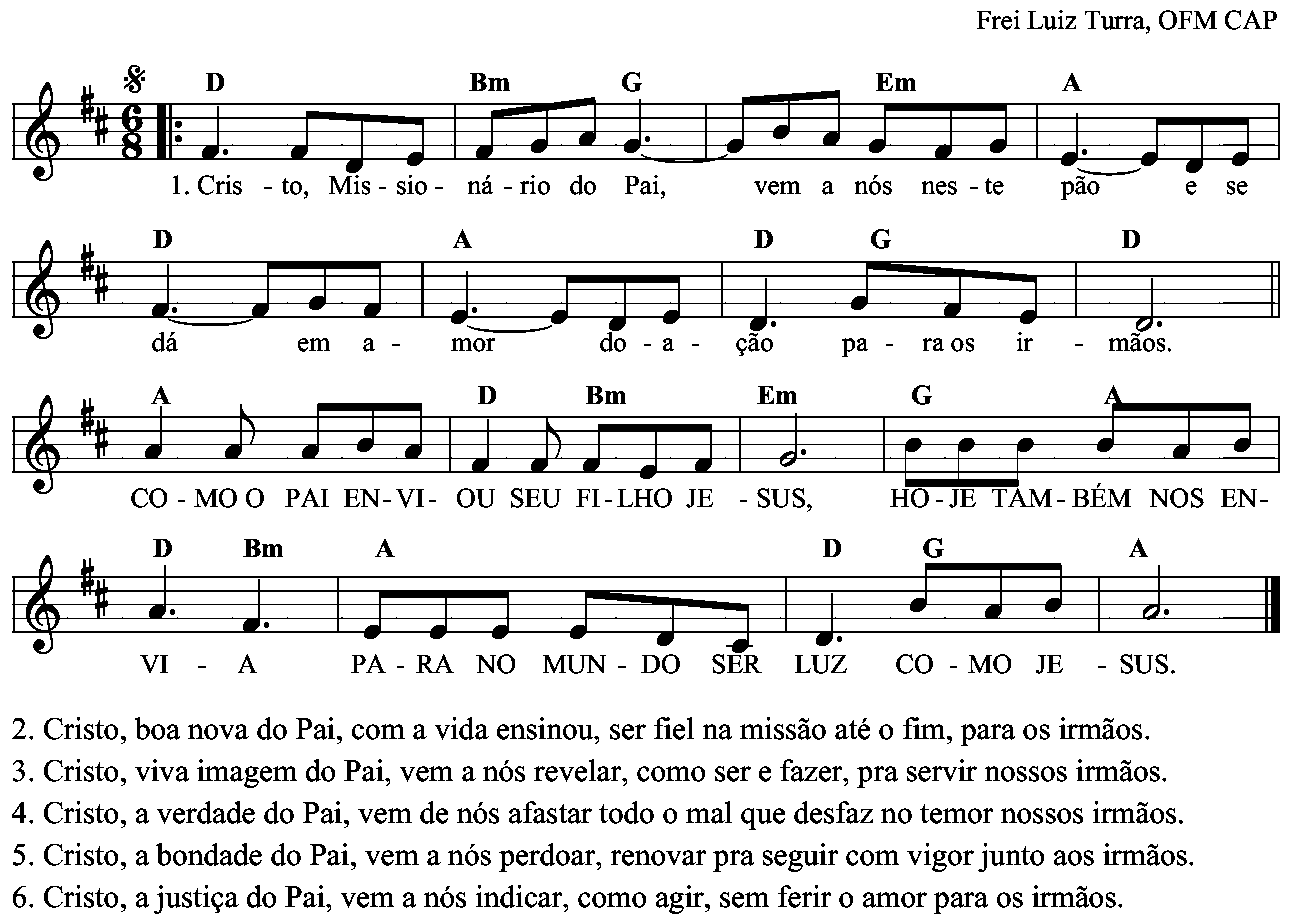 Frei Luiz Turra, OFM CAP
D Bm G Em A
6
8
1. Cris - to, Mis - sio - ná - rio do Pai, vem a nós nes - te pão e se
D A D G D
dá em a - mor do - a - ção pa - ra os ir - mãos.
A D Bm Em G A
CO - MO O PAI EN - VI - OU SEU FI - LHO JE - SUS, HO - JE TAM - BÉM NOS EN -
D Bm A D G A
VI - A PA - RA NO MUN - DO SER LUZ CO - MO JE - SUS.
2. Cristo, boa nova do Pai, com a vida ensinou, ser fiel na missão até o fim, para os irmãos.
3. Cristo, viva imagem do Pai, vem a nós revelar, como ser e fazer, pra servir nossos irmãos.
4. Cristo, a verdade do Pai, vem de nós afastar todo o mal que desfaz no temor nossos irmãos.
5. Cristo, a bondade do Pai, vem a nós perdoar, renovar pra seguir com vigor junto aos irmãos.
6. Cristo, a justiça do Pai, vem a nós indicar, como agir, sem ferir o amor para os irmãos.